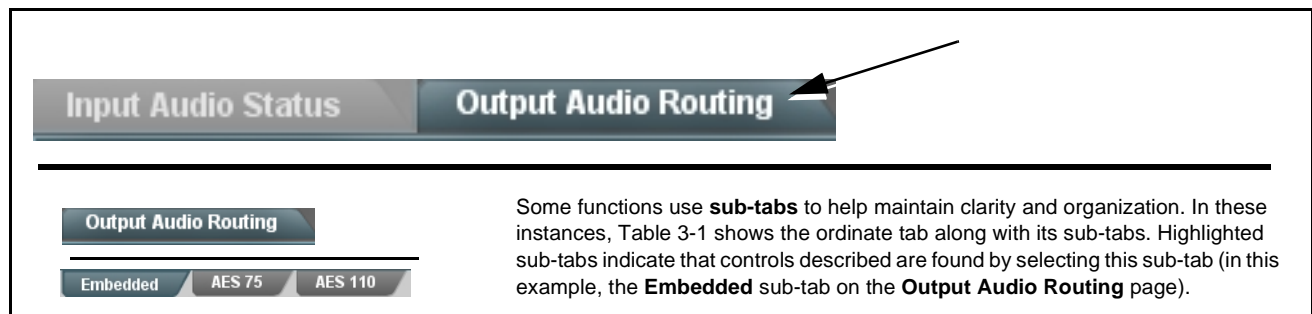 Input Audio Status Output Audio Routing
Output Audio Routing
Embedded AES 75 AES 110
Some functions use sub-tabs to help maintain clarity and organization. In these
instances, Table 3-1 shows the ordinate tab along with its sub-tabs. Highlighted
sub-tabs indicate that controls described are found by selecting this sub-tab (in this
example, the Embedded sub-tab on the Output Audio Routing page).